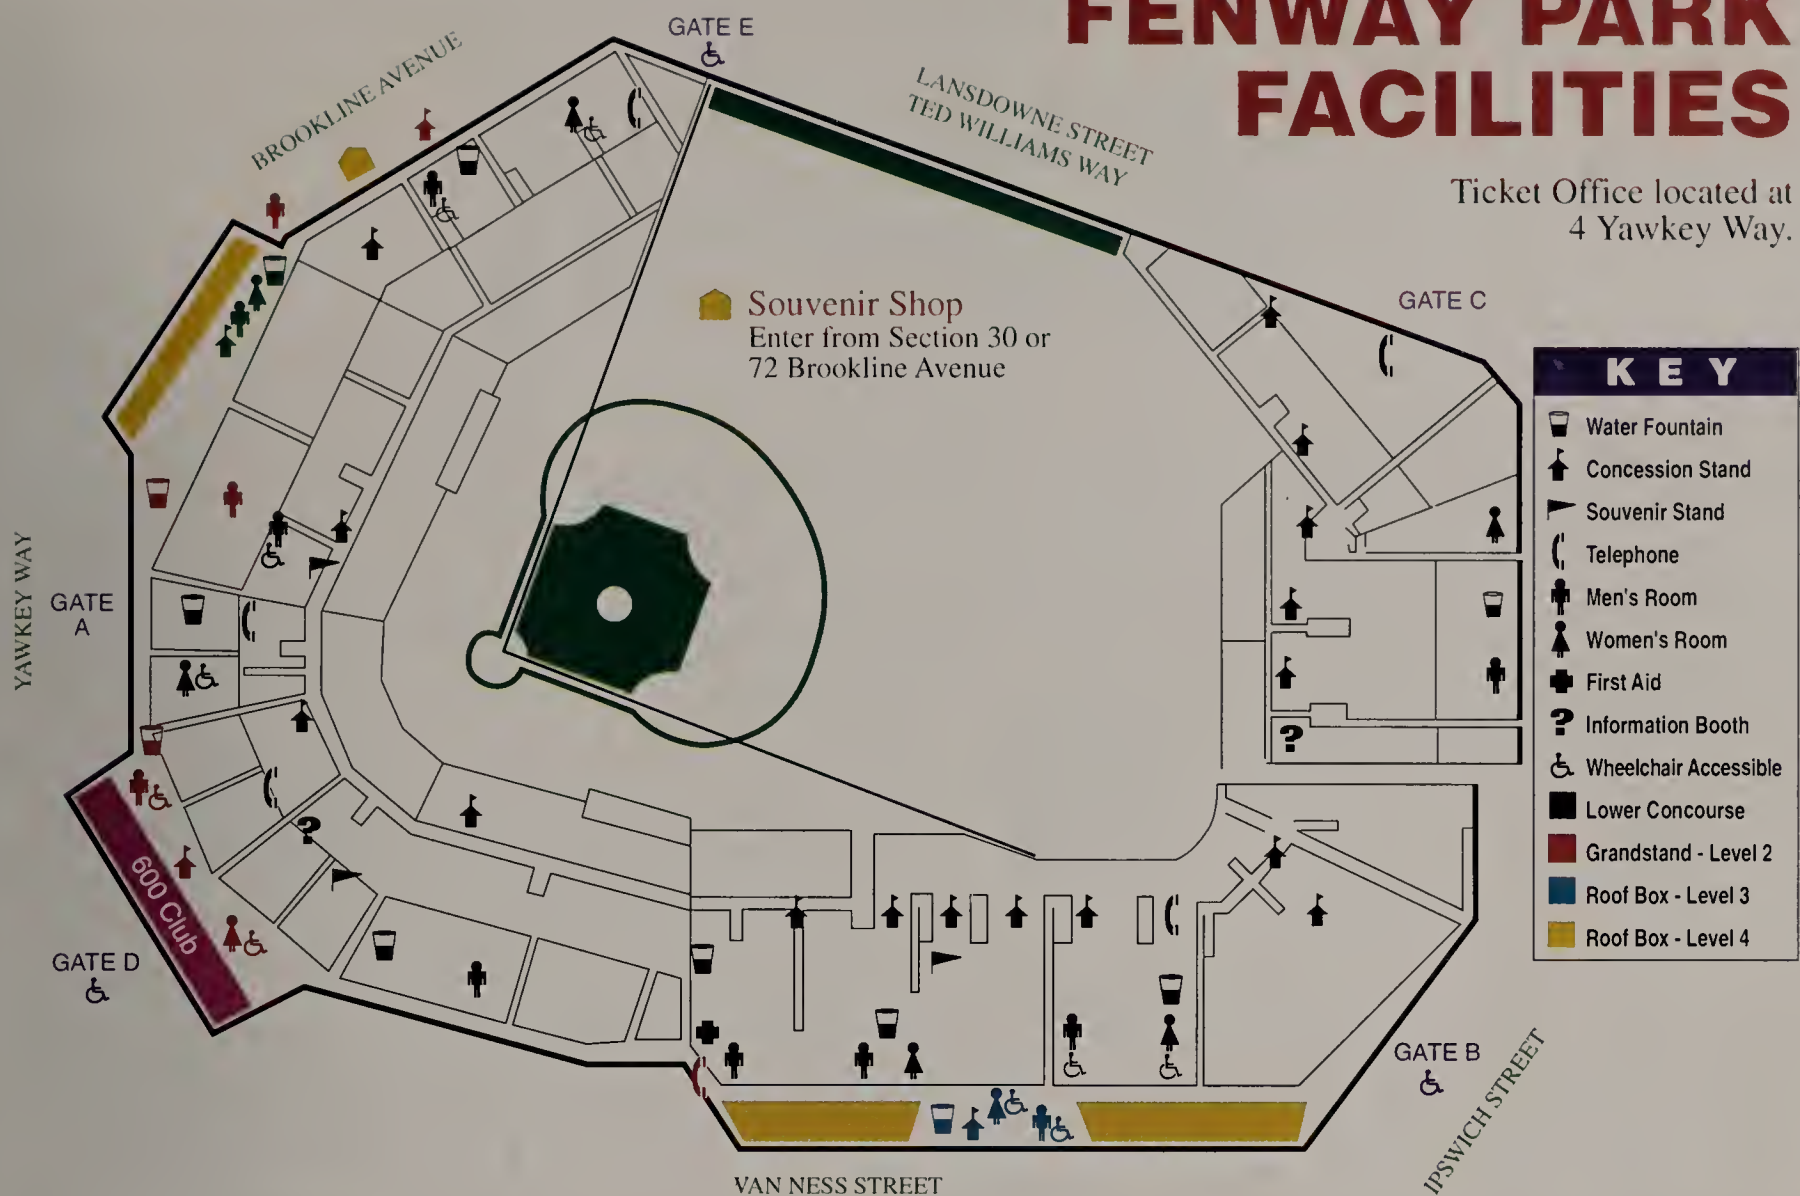 FENWAY PARK
FACILITIES
Ticket Office located at
4 Yawkey Way.
GATE E
BROOKLINE AVENUE
LANSDOWNE STREET
TED WILLIAMS WAY
Souvenir Shop
Enter from Section 30 or
72 Brookline Avenue
GATE C
KEY
Water Fountain
Concession Stand
Souvenir Stand
Telephone
Men's Room
Women's Room
? First Aid
Information Booth
Wheelchair Accessible
Lower Concourse
Grandstand - Level 2
Roof Box - Level 3
Roof Box - Level 4
YAWKEY WAY
GATE
A
?
?
600 Club
GATE D
GATE B
IPSWICH STREET
VAN NESS STREET